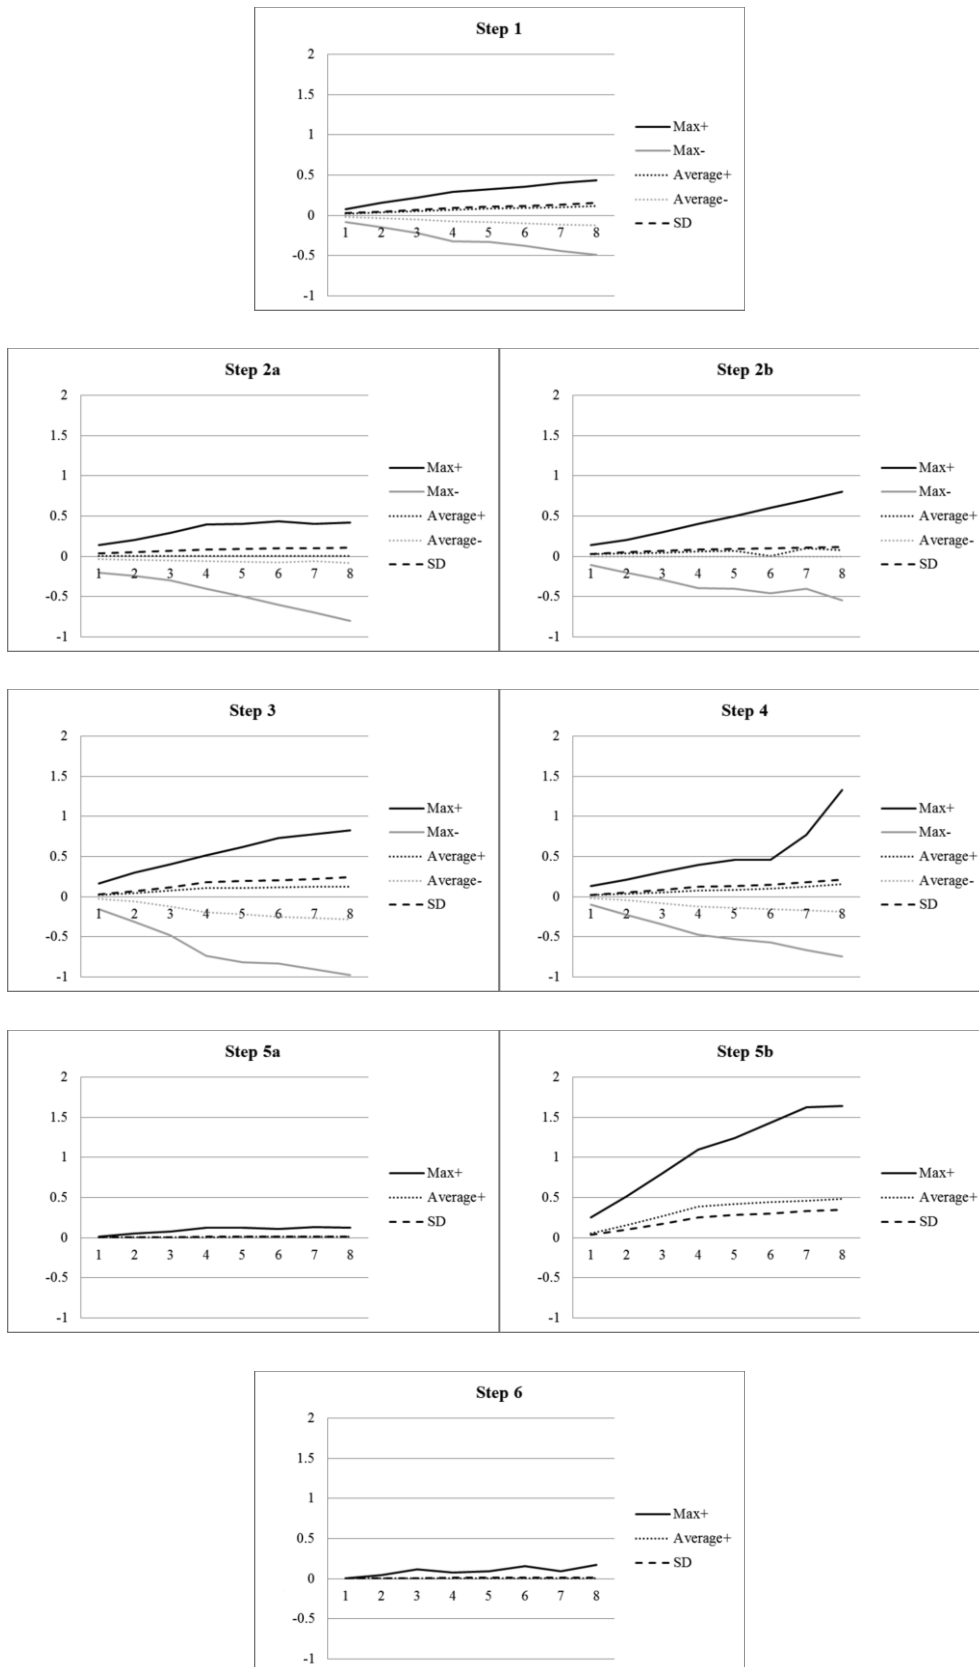 Step 1
2
1.5
1
0.5
0
-0.5
-1
1 2 3 4 5 6 7 8
Max+
Max-
Average+
Average-
SD
Step 2a
2
1.5
1
0.5
0
-0.5
-1
1 2 3 4 5 6 7 8
Max+
Max-
Average+
Average-
SD
Step 2b
2
1.5
1
0.5
0
-0.5
-1
1 2 3 4 5 6 7 8
Max+
Max-
Average+
Average-
SD
Step 3
2
1.5
1
0.5
0
-0.5
-1
1 2 3 4 5 6 7 8
Max+
Max-
Average+
Average-
SD
Step 4
2
1.5
1
0.5
0
-0.5
-1
1 2 3 4 5 6 7 8
Max+
Max-
Average+
Average-
SD
Step 5a
2
1.5
1
0.5
0
-0.5
-1
1 2 3 4 5 6 7 8
Max+
Average+
SD
Step 5b
2
1.5
1
0.5
0
-0.5
-1
1 2 3 4 5 6 7 8
Max+
Average+
SD
Step 6
2
1.5
1
0.5
0
-0.5
-1
1 2 3 4 5 6 7 8
Max+
Average+
SD